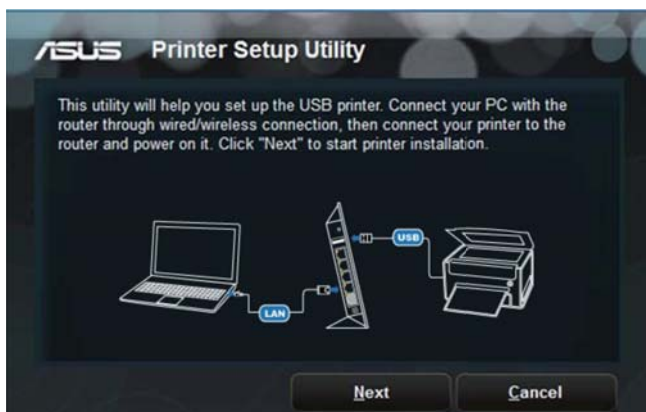 ASUS Printer Setup Utility
This utility will help you set up the USB printer. Connect your PC with the
router through wired/wireless connection, then connect your printer to the
router and power on it. Click "Next" to start printer installation.
USB
LAN
Next Cancel